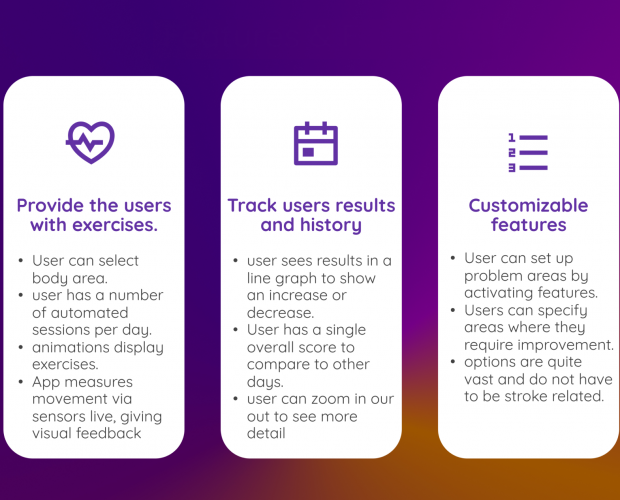 Provide the users
with exercises.
• User can select
body area.
• user has a number
of automated
sessions per day.
• animations display
exercises.
• App measures
movement via
sensors live, giving
visual feedback
Track users results
and history
• user sees results in a
line graph to show
an increase or
decrease.
• User has a single
overall score to
compare to other
days.
• user can zoom in our
out to see more
detail
1
2
3
Customizable
features
• User can set up
problem areas by
activating features.
• Users can specify
areas where they
require improvement.
• options are quite
vast and do not have
to be stroke related.